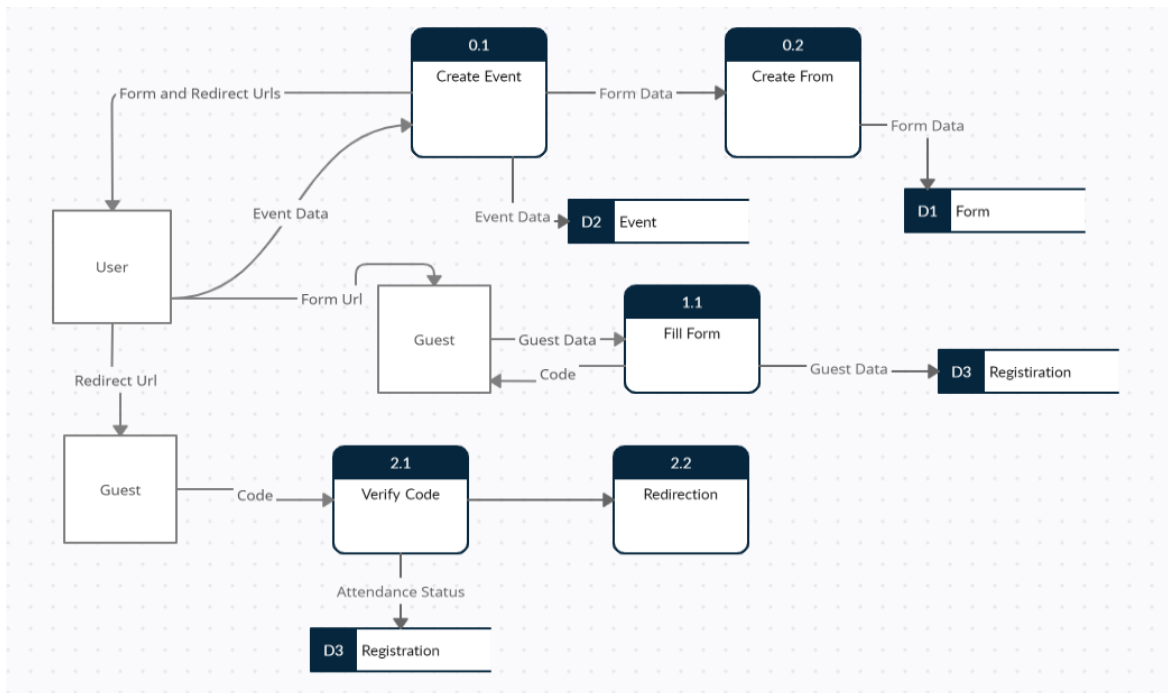 0.1
0.2
Create Event
Create From
Form and Redirect Urls
Form Data
Form Data
Event Data
Event Data
D2 Event
D1 Form
User
Form Url
1.1
Guest
Guest Data
Fill Form
Code
Guest Data
D3 Registiration
Redirect Url
2.1
2.2
Guest
Code
Verify Code
Redirection
Attendance Status
D3 Registration